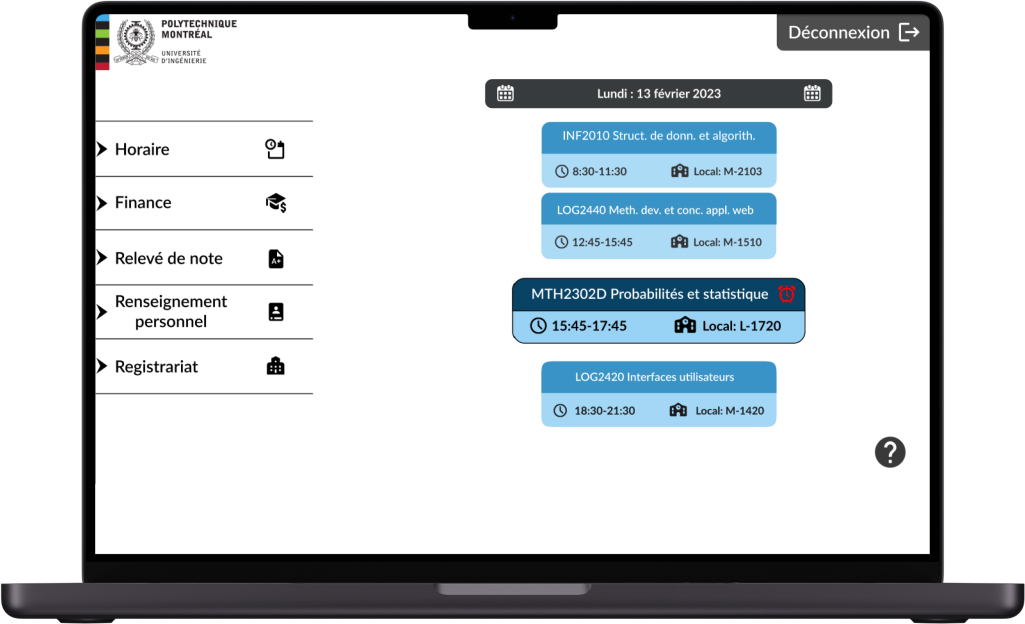 POLYTECHNIQUE
MONTRÉAL
UNIVERSITÉ
D'INGÉNIERIE
Déconnexion
Lundi : 13 février 2023
Horaire
Finance
Relevé de note
Renseignement
personnel
Registrariat
INF2010 Struct. de donn. et algorith.
8:30-11:30 Local: M-2103
LOG2440 Meth. dev. et conc. appl. web
12:45-15:45 Local: M-1510
MTH2302D Probabilités et statistique
15:45-17:45 Local: L-1720
LOG2420 Interfaces utilisateurs
18:30-21:30 Local: M-1420
A+
$
?